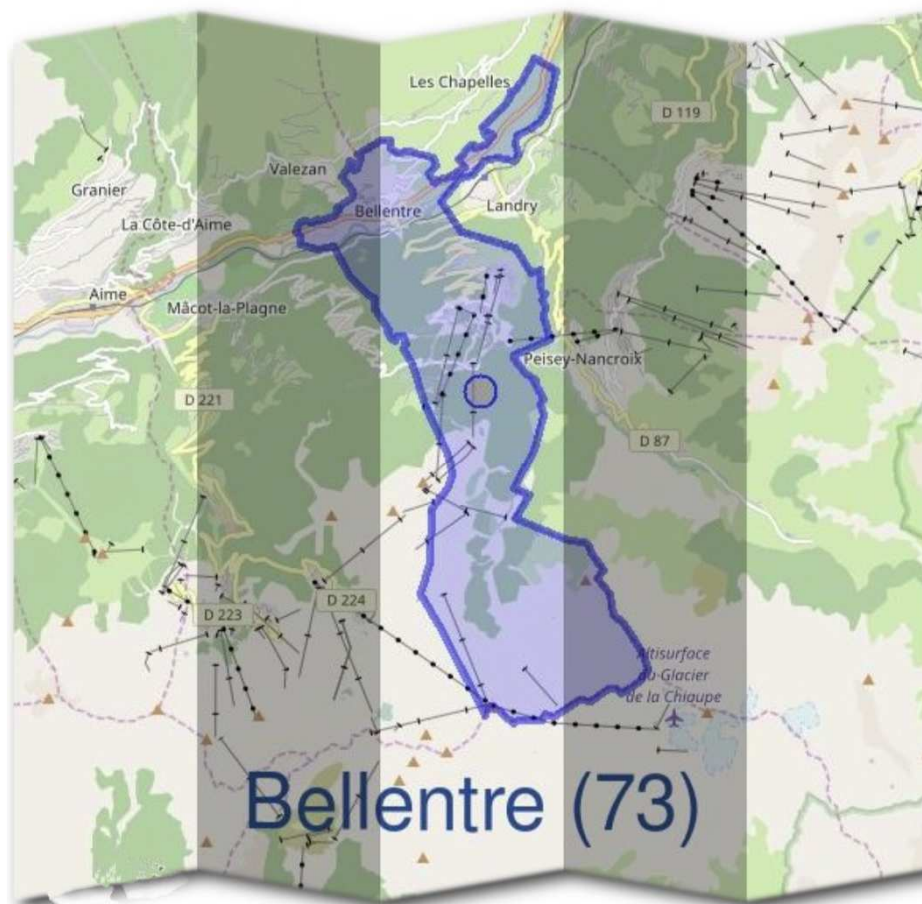 Les Chapelles
D 119
Valezan
Granier
Bellentre
Landry
La Côte-d'Aime
Aime
Mâcot-la-Plagne
Peisey-Nancroix
D 221
D 87
D 224
D 223
Altisurface
du Glacier
de la Chiaupe
Bellentre (73)